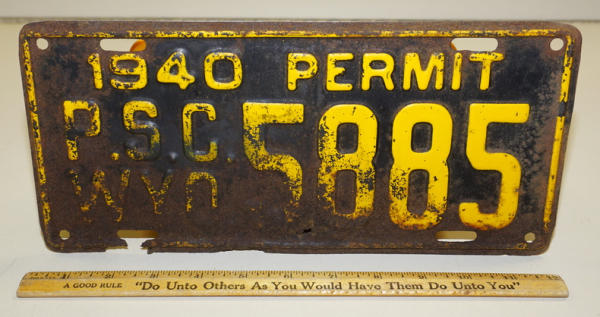 1940 PERMIT
P.S.C. 5885
WYO
A GOOD RULE "Do Unto Others As You Would Have Them Do Unto You"